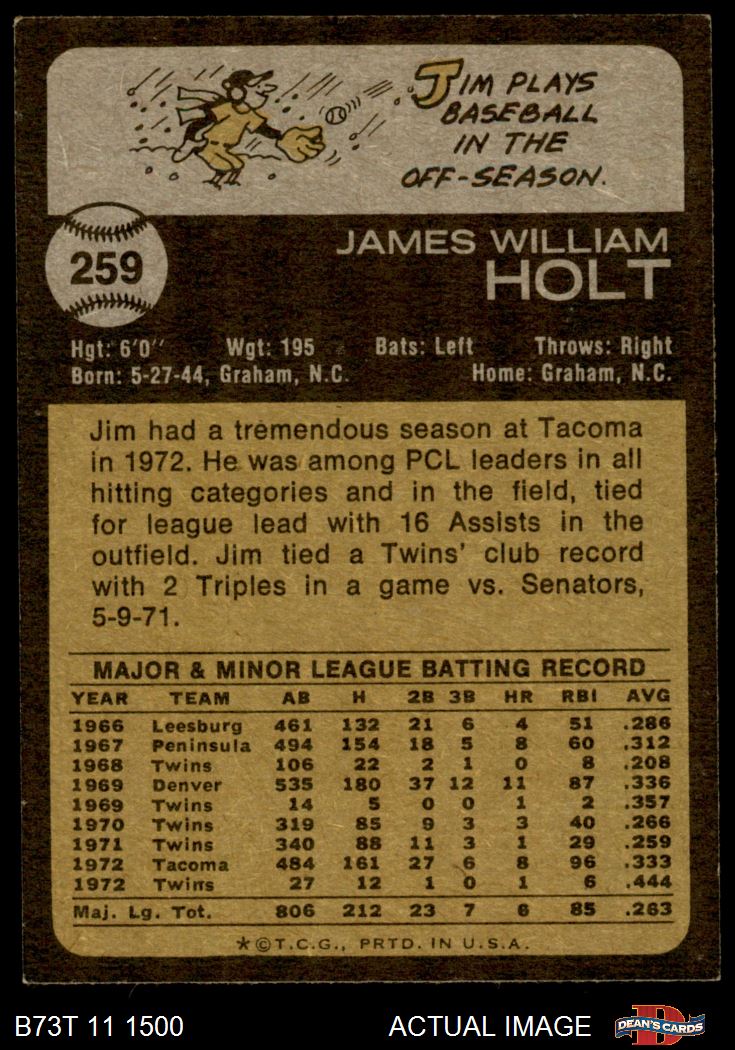 JIM PLAYS
BASEBALL
IN THE
OFF-SEASON.
259
JAMES WILLIAM
HOLT
Hgt: 6'0" Wgt: 195 Bats: Left Throws: Right
Born: 5-27-44, Graham, N.C. Home: Graham, N.C.
Jim had a tremendous season at Tacoma
in 1972. He was among PCL leaders in all
hitting categories and in the field, tied
for league lead with 16 Assists in the
outfield. Jim tied a Twins' club record
with 2 Triples in a game vs. Senators,
5-9-71.
MAJOR & MINOR LEAGUE BATTING RECORD
YEAR TEAM AB H 2B 3B HR RBI AVG
1966 Leesburg 461 132 21 6 4 51 .286
1967 Peninsula 494 154 18 5 8 60 .312
1968 Twins 106 22 2 1 0 8 .208
1969 Denver 535 180 37 12 11 87 .336
1969 Twins 14 5 0 0 1 2 .357
1970 Twins 319 85 9 3 3 40 .266
1971 Twins 340 88 11 3 1 29 .259
1972 Tacoma 484 161 27 6 8 96 .333
1972 Twins 27 12 1 0 1 6 .444
Maj. Lg. Tot. 806 212 23 7 6 85 .263
*©T.C.G., PRTD. IN U.S.A.
B73T 11 1500 ACTUAL IMAGE D DEAN'S CARDS